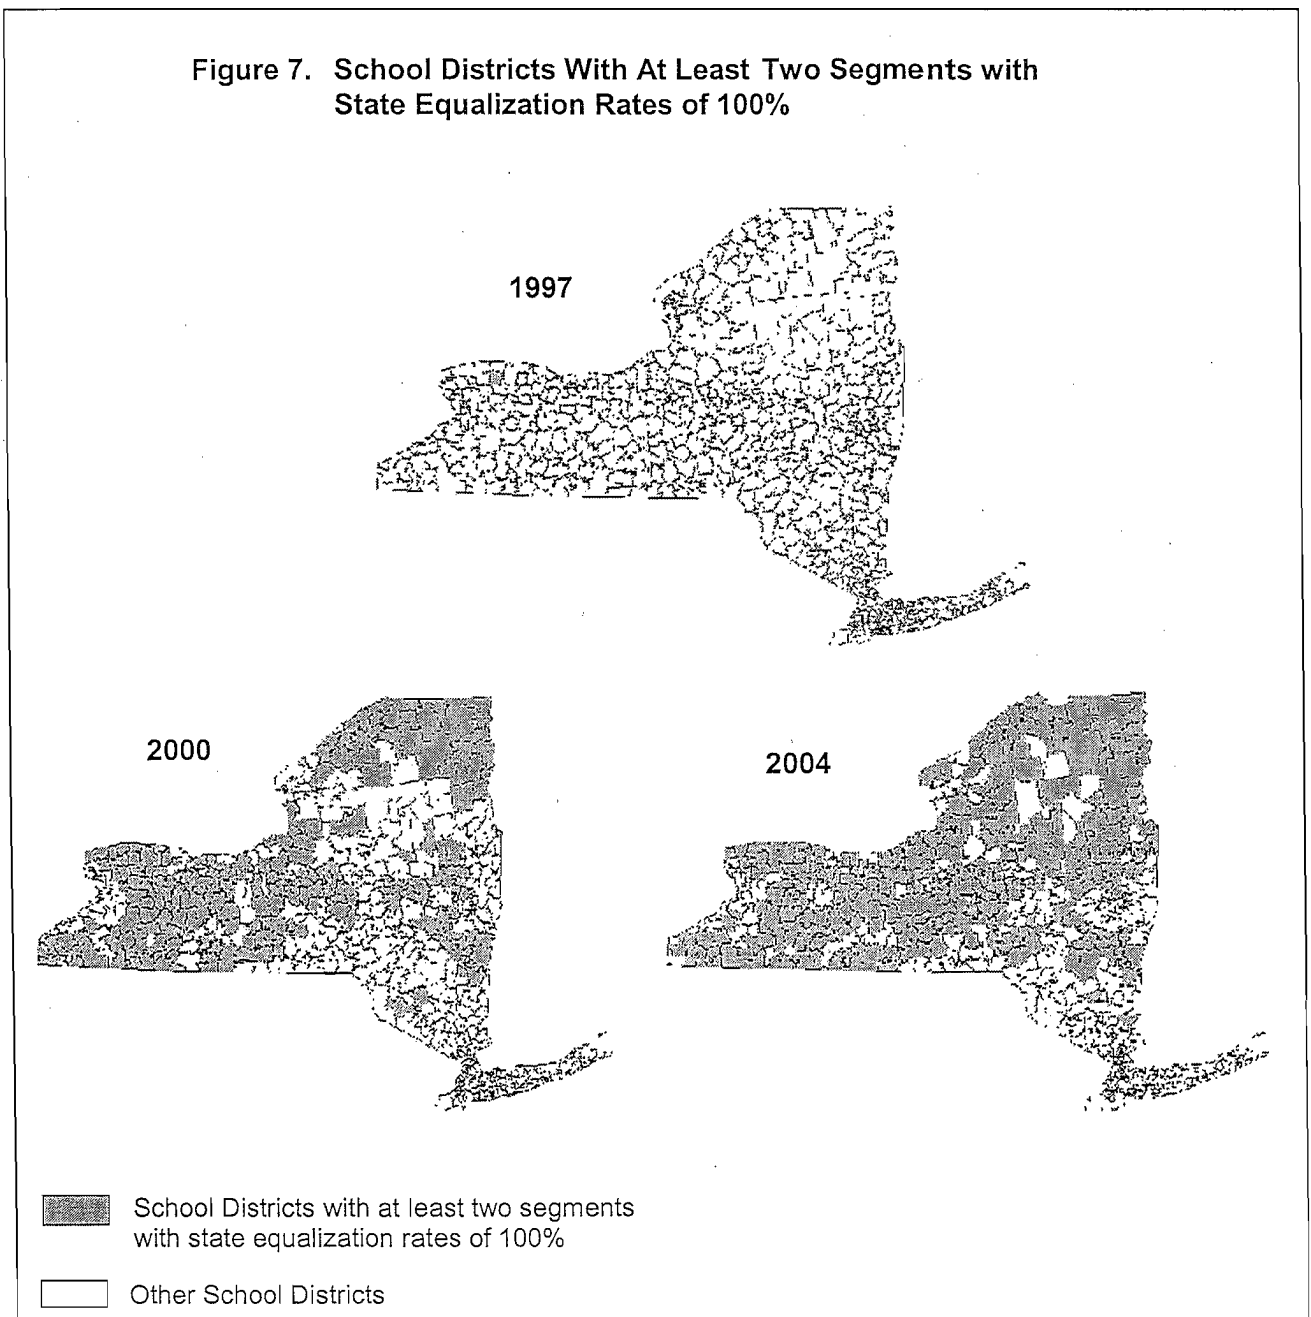 Figure 7. School Districts With At Least Two Segments with
State Equalization Rates of 100%
1997
2000
2004
School Districts with at least two segments
with state equalization rates of 100%
Other School Districts